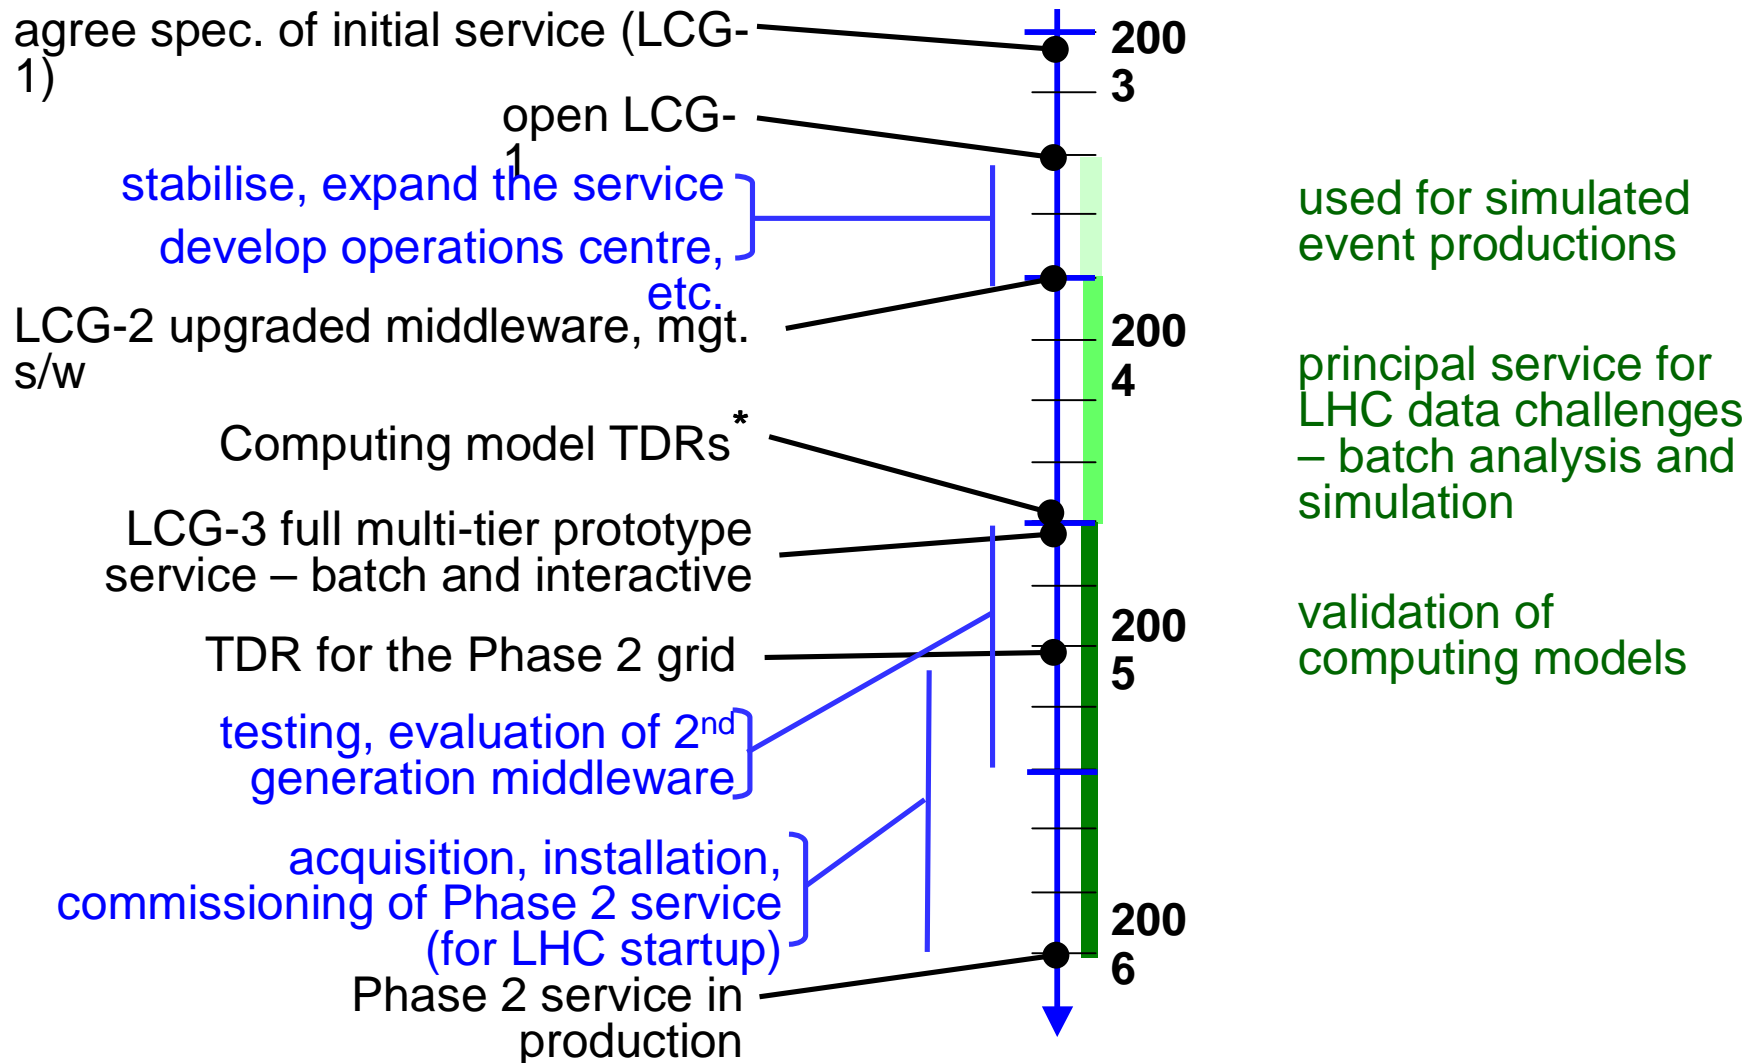 agree spec. of initial service (LCG-
1)
open LCG-
1
stabilise, expand the service
develop operations centre,
etc.
LCG-2 upgraded middleware, mgt.
s/w
Computing model TDRs*
LCG-3 full multi-tier prototype
service – batch and interactive
TDR for the Phase 2 grid
testing, evaluation of 2nd
generation middleware
acquisition, installation,
commissioning of Phase 2 service
(for LHC startup)
Phase 2 service in
production
200
3
200
4
200
5
200
6
used for simulated
event productions
principal service for
LHC data challenges
– batch analysis and
simulation
validation of
computing models